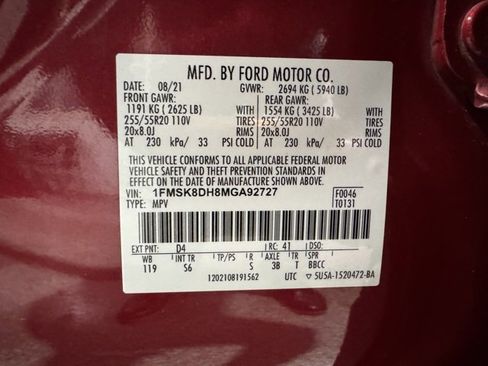 MFD. BY FORD MOTOR CO.
DATE: 08/21 GVWR: 2694 KG ( 5940 LB)
FRONT GAWR: REAR GAWR:
1191 KG ( 2625 LB) WITH 1554 KG ( 3425 LB) WITH
255/55R20 110V TIRES 255/55R20 110V TIRES
20x8.0J RIMS 20x8.0J RIMS
AT 230 kPa/ 33 PSI COLD AT 230 kPa/ 33 PSI COLD
THIS VEHICLE CONFORMS TO ALL APPLICABLE FEDERAL MOTOR
VEHICLE SAFETY AND THEFT PREVENTION STANDARDS IN
EFFECT ON THE DATE OF MANUFACTURE SHOWN ABOVE.
VIN: 1FMSK8DH8MGA92727 F0046
TYPE: MPV T0131
EXT PNT: D4 RC: 41 DSO:
WB INT TR TP/PS R AXLE TR SPR
119 S6 S 3B T BBCC
1202108191562 UTC ▽ 5U5A-1520472-BA